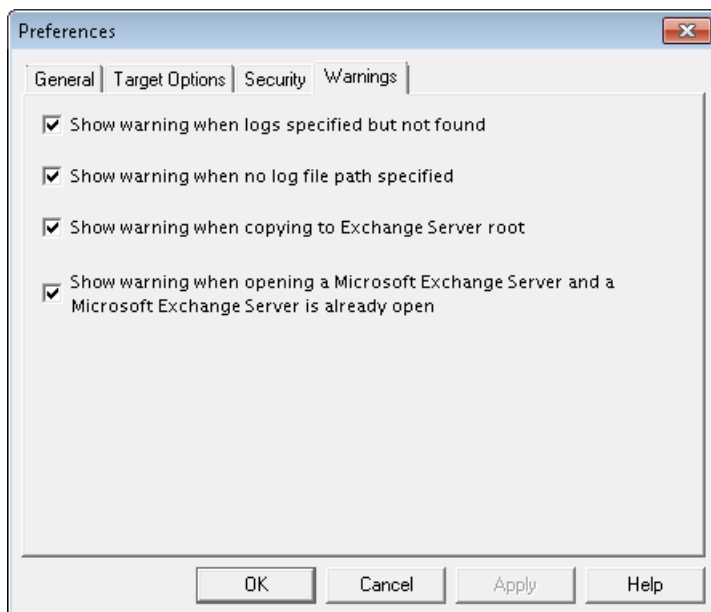 Preferences
General
Target Options
Security
Warnings
Show warning when logs specified but not found
Show warning when no log file path specified
Show warning when copying to Exchange Server root
Show warning when opening a Microsoft Exchange Server and a
Microsoft Exchange Server is already open
OK
Cancel
Apply
Help